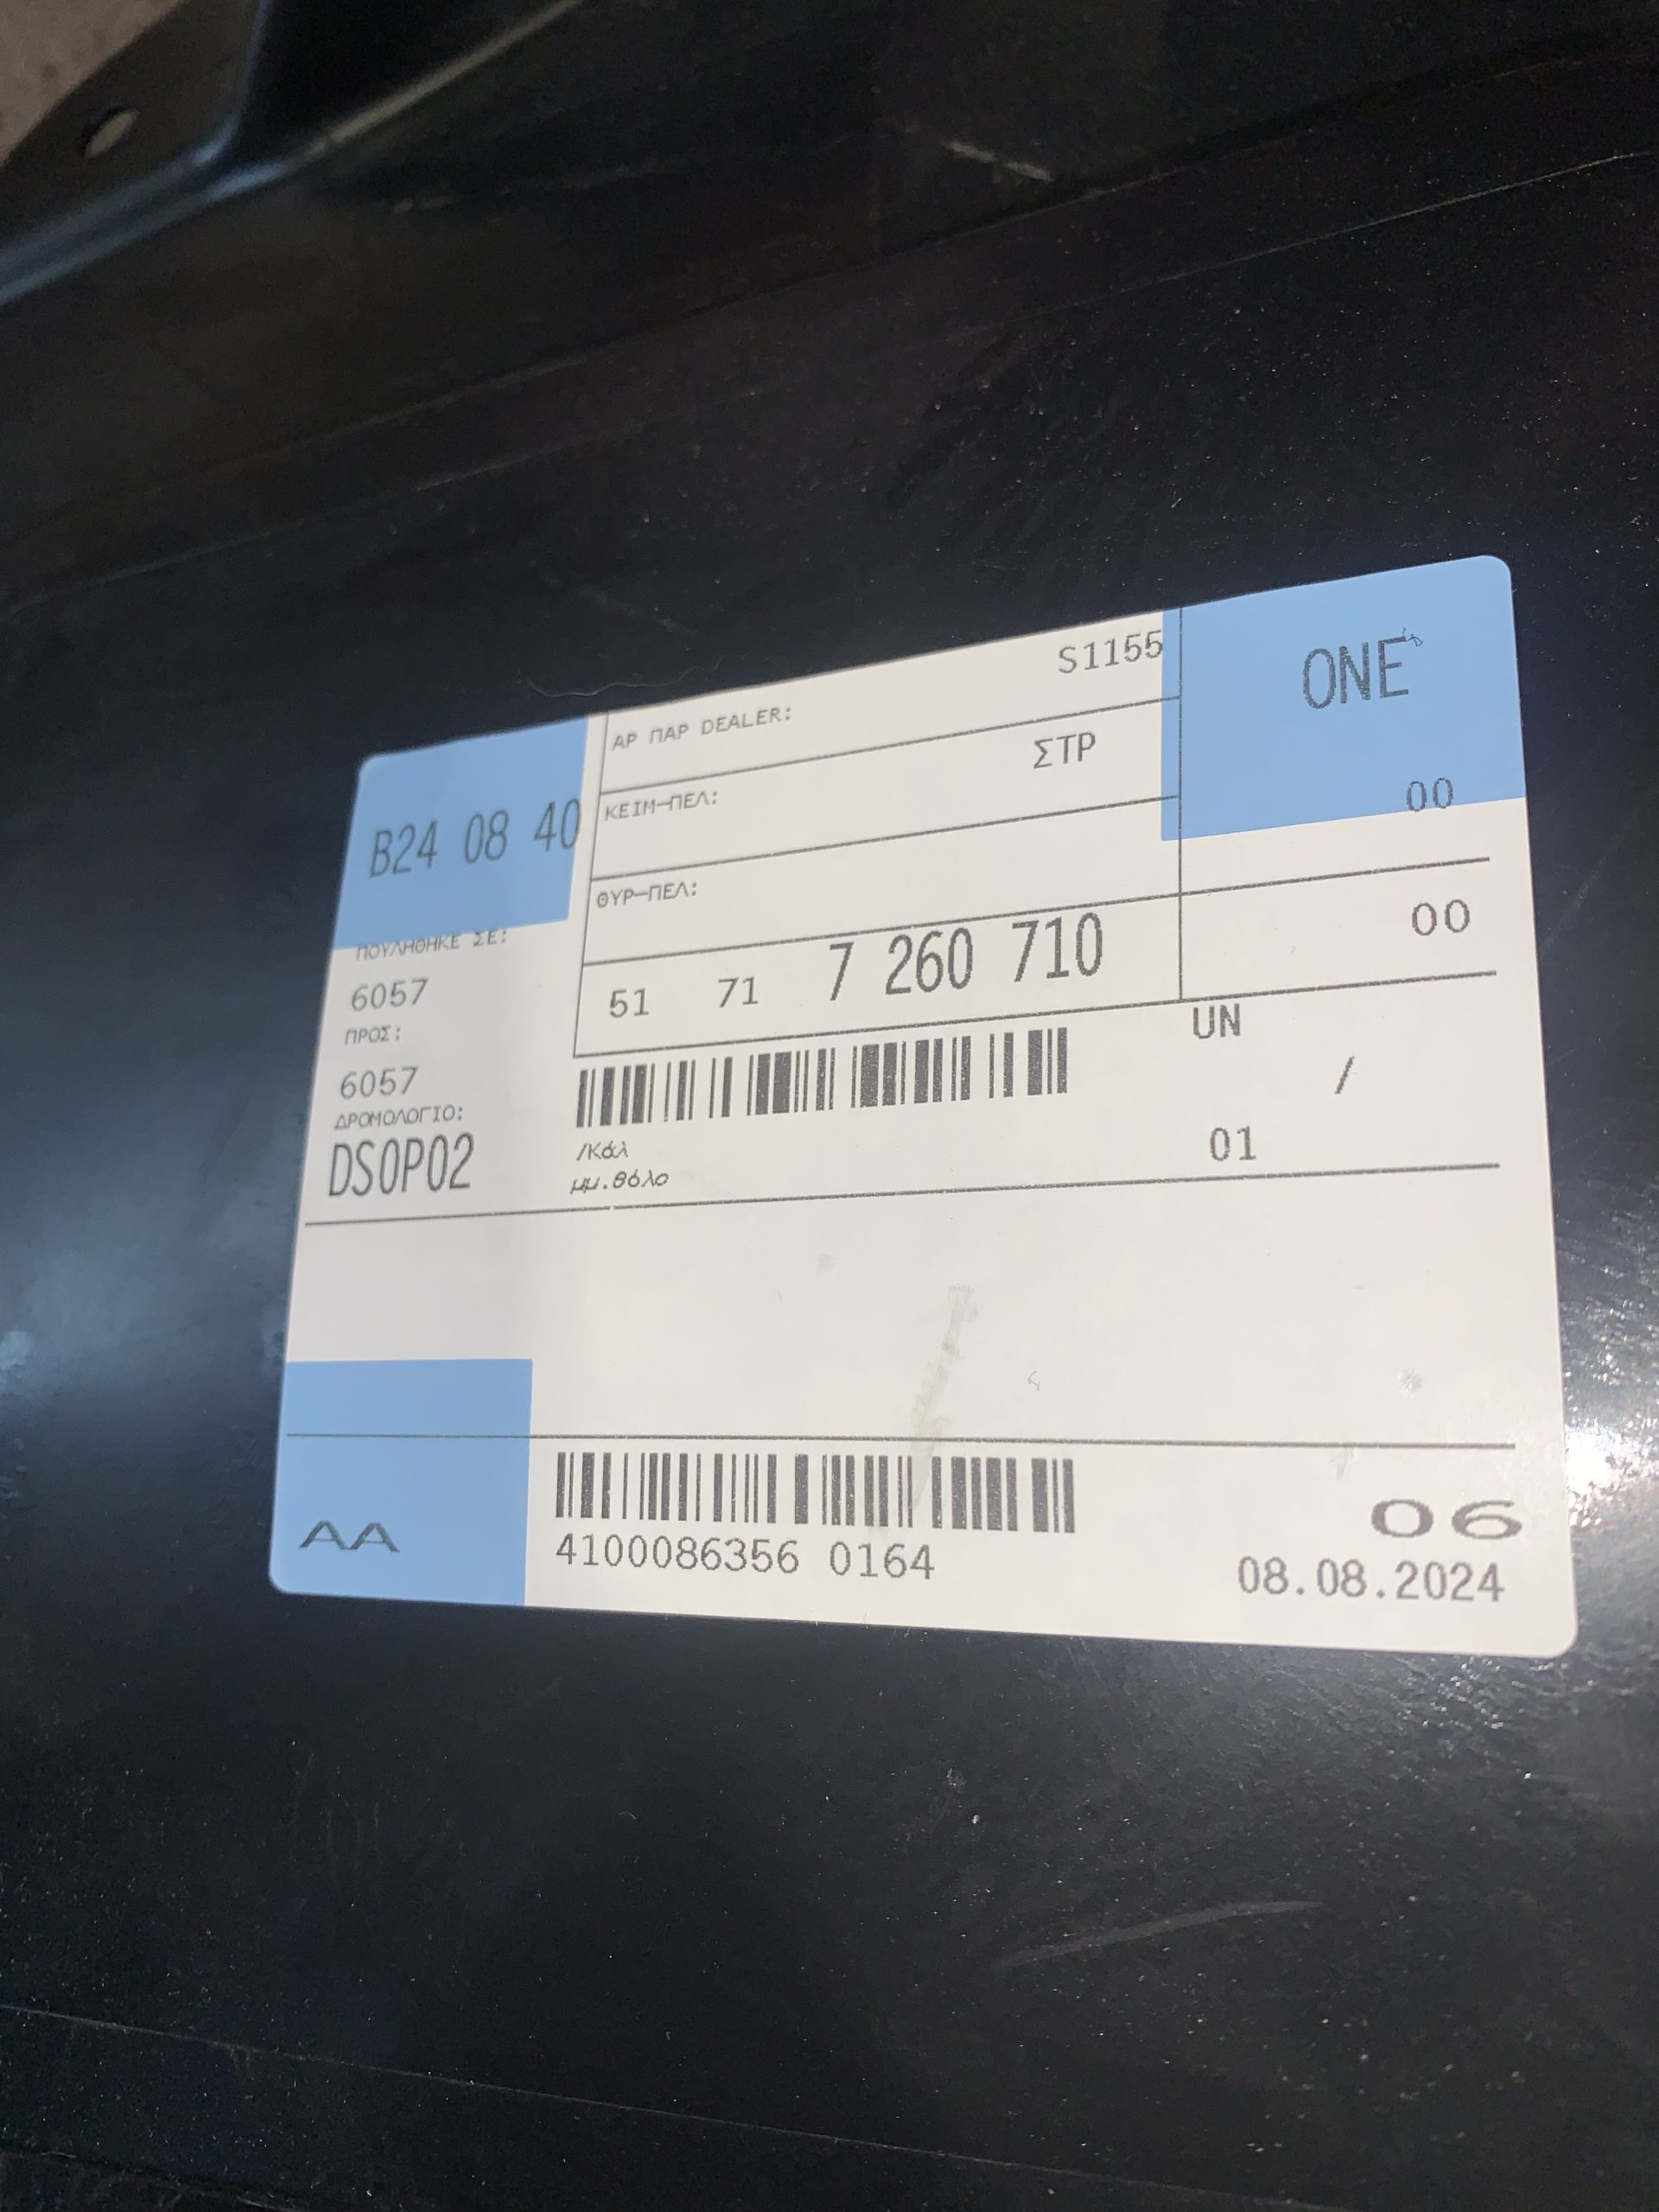 S1155
ΑΡ ΠΑΡ DEALER:
ONE
ΣΤΡ
ΚΕΙΜ-ΠΕΛ:
00
B24 08 40
ΘΥΡ-ΠΕΛ:
00
ΠΟΥΛΗΘΗΚΕ ΣΕ:
51 71 7 260 710
6057
UN
ΠΡΟΣ:
/
6057
ΔΡΟΜΟΛΟΓΙΟ:
/Κάλ
01
DS0P02
μμ.θόλο
06
AA
4100086356 0164
08.08.2024